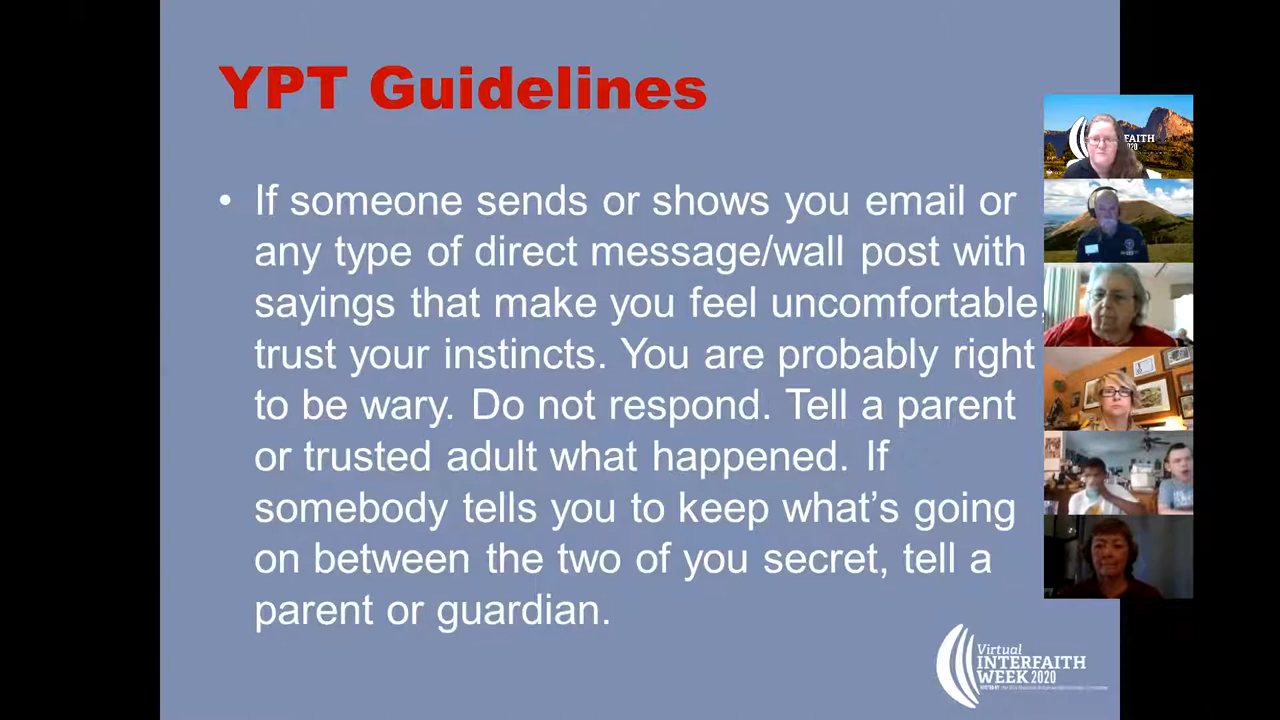 YPT Guidelines
• If someone sends or shows you email or
any type of direct message/wall post with
sayings that make you feel uncomfortable,
trust your instincts. You are probably right
to be wary. Do not respond. Tell a parent
or trusted adult what happened. If
somebody tells you to keep what’s going
on between the two of you secret, tell a
parent or guardian.
FAITH
Virtual
INTERFAITH
WEEK 2020
HOSTED BY